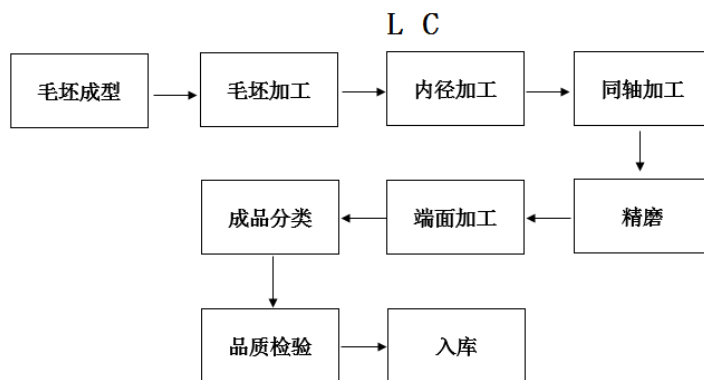 L C
毛坯成型
毛坯加工
内径加工
同轴加工
精磨
端面加工
成品分类
品质检验
入库